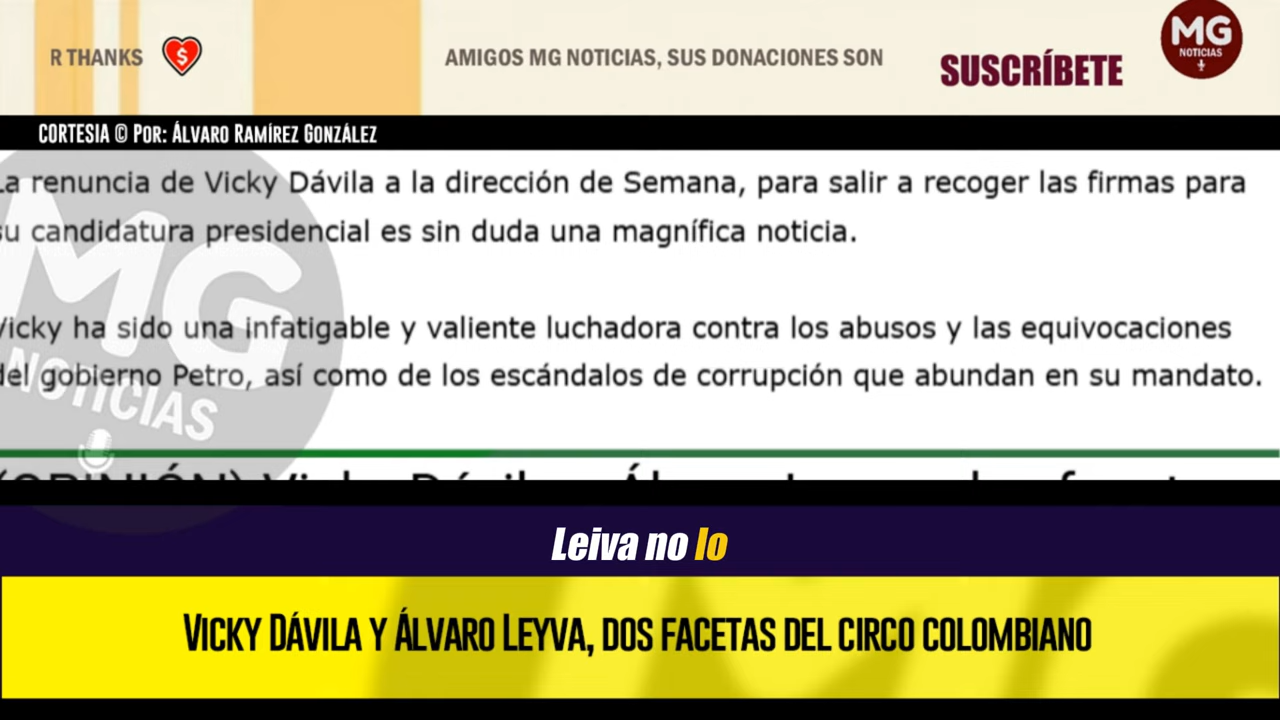 R THANKS
AMIGOS MG NOTICIAS, SUS DONACIONES SON
SUSCRÍBETE
MG
NOTICIAS
CORTESIA © Por: Álvaro Ramírez González
La renuncia de Vicky Dávila a la dirección de Semana, para salir a recoger las firmas para
su candidatura presidencial es sin duda una magnífica noticia.
Vicky ha sido una infatigable y valiente luchadora contra los abusos y las equivocaciones
del gobierno Petro, así como de los escándalos de corrupción que abundan en su mandato.
MG
NOTICIAS
Leiva no lo
Vicky Dávila y Álvaro Leyva, dos facetas del circo colombiano